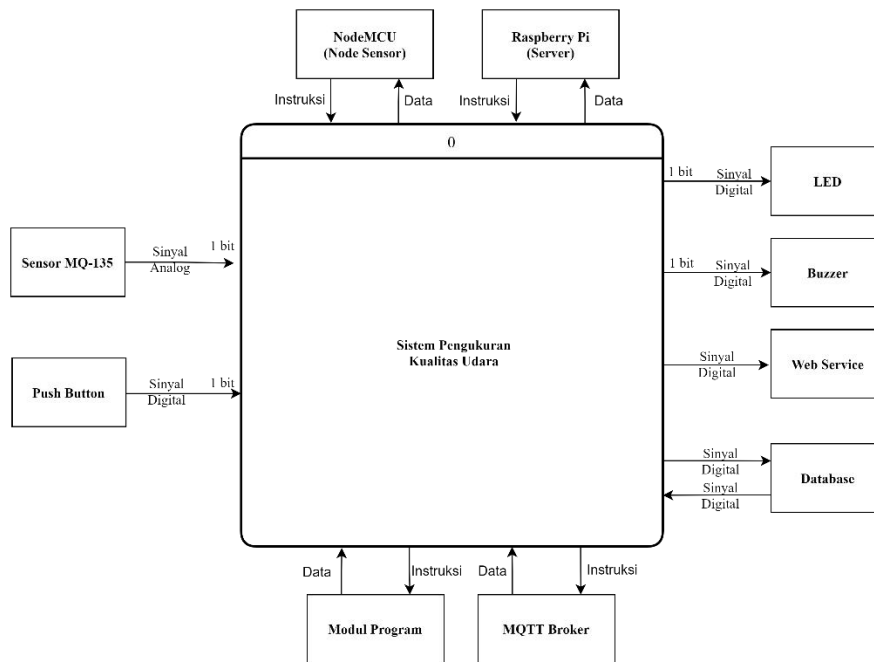 NodeMCU
(Node Sensor)
Raspberry Pi
(Server)
Instruksi
Data
Instruksi
Data
0
1 bit
Sinyal
Digital
LED
Sensor MQ-135
Sinyal
Analog
1 bit
1 bit
Sinyal
Digital
Buzzer
Sistem Pengukuran
Kualitas Udara
Sinyal
Digital
Web Service
Push Button
Sinyal
Digital
1 bit
Sinyal
Digital
Sinyal
Digital
Database
Data
Instruksi
Data
Instruksi
Modul Program
MQTT Broker